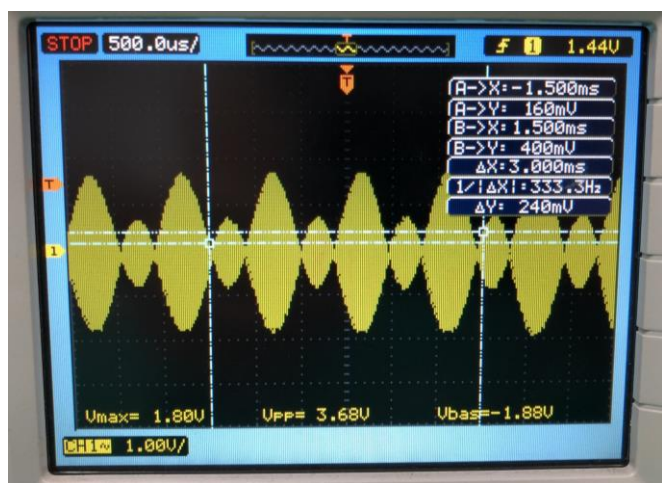 STOP 500.0us/ T f 1 1.44V
T
A->X:-1.500ms
A->Y: 160mV
B->X: 1.500ms
B->Y: 400mV
ΔX:3.000ms
1/|ΔX|:333.3Hz
ΔY: 240mV
T
1
Vmax= 1.80V Vpp= 3.68V Vbas=-1.88V
CH1~ 1.00V/